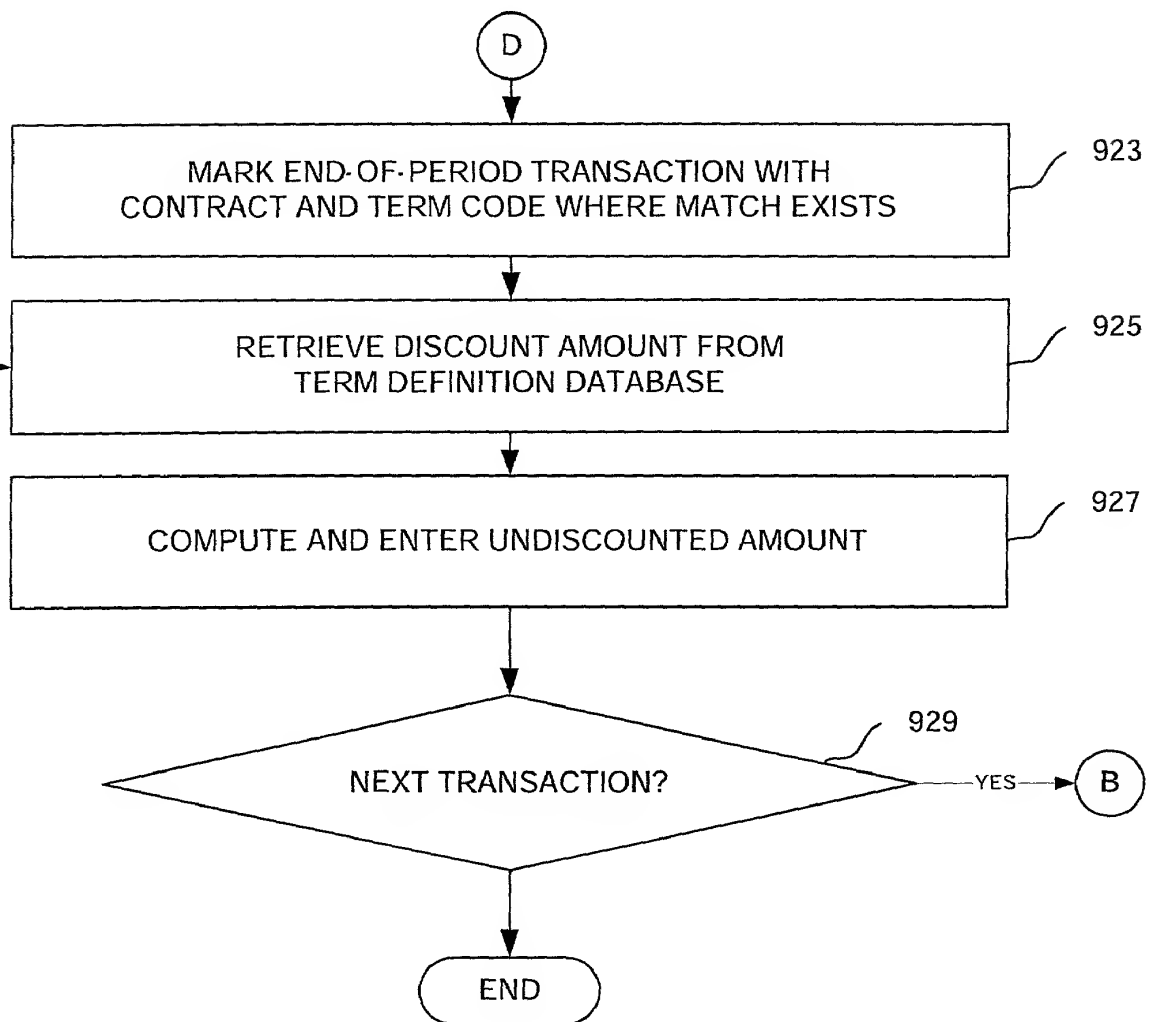 D
MARK END-OF-PERIOD TRANSACTION WITH
CONTRACT AND TERM CODE WHERE MATCH EXISTS
923
RETRIEVE DISCOUNT AMOUNT FROM
TERM DEFINITION DATABASE
925
COMPUTE AND ENTER UNDISCOUNTED AMOUNT
927
929
NEXT TRANSACTION?
YES
B
END